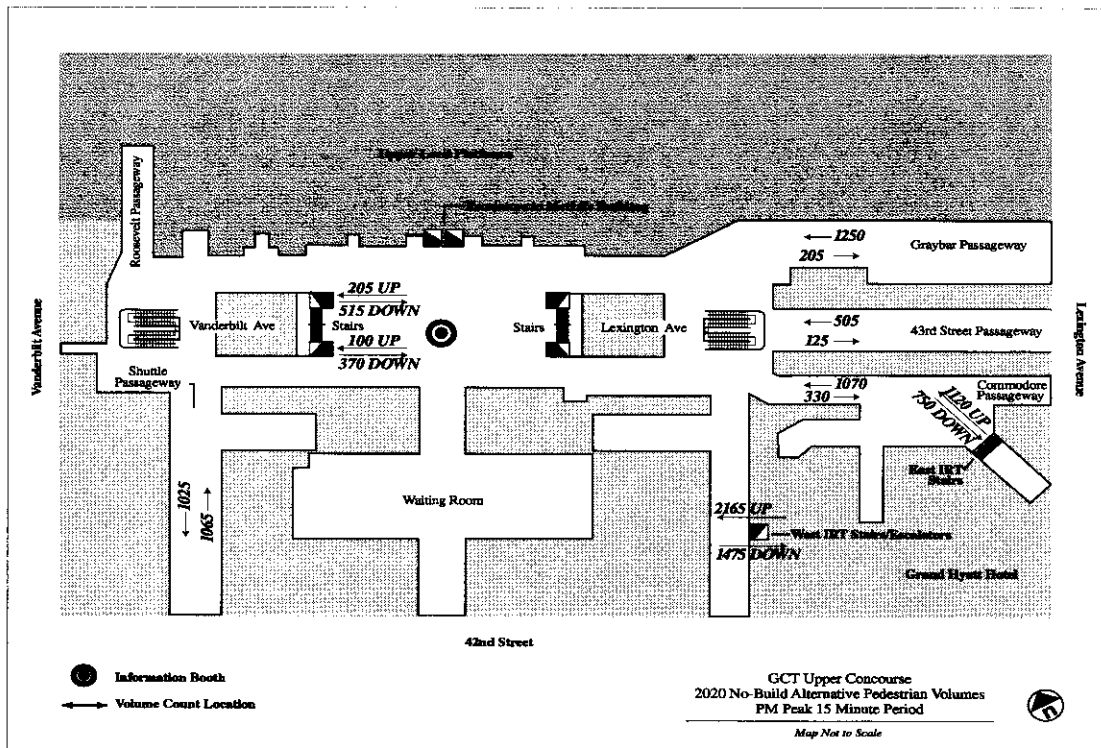 Upper Level Platforms
Roosevelt Passageway
1250
205
Graybar Passageway
205 UP
515 DOWN
Vanderbilt Ave
Stairs
100 UP
370 DOWN
Stairs
Lexington Ave
505
125
43rd Street Passageway
Vanderbilt Avenue
Lexington Avenue
Shuttle
Passageway
1070
330
Commodore
Passageway
1120 UP
750 DOWN
East IRT
Stairs
Waiting Room
1025
1065
2165 UP
West IRT Stairs/Escalators
1475 DOWN
Grand Hyatt Hotel
42nd Street
Information Booth
Volume Count Location
GCT Upper Concourse
2020 No-Build Alternative Pedestrian Volumes
PM Peak 15 Minute Period
Map Not to Scale